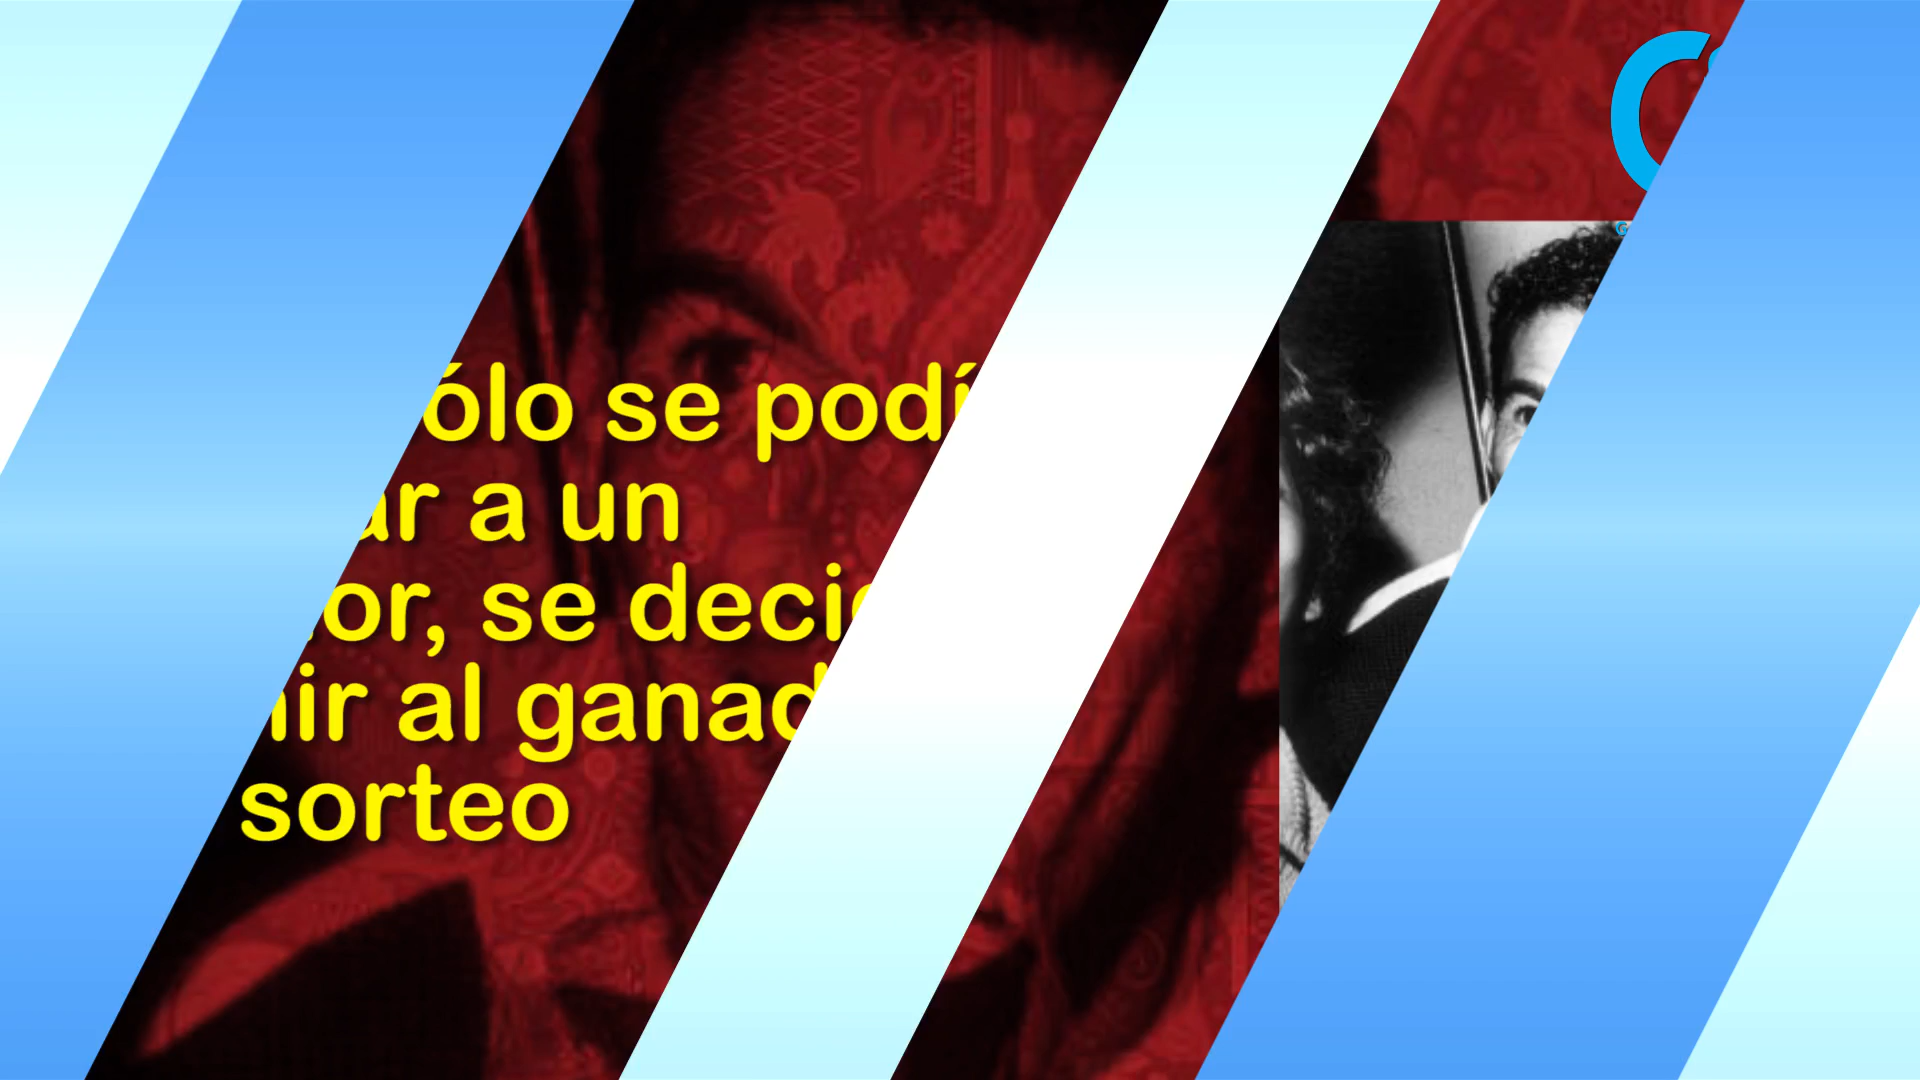 ólo se podí
ar a un
or, se deci
ir al ganad
sorteo